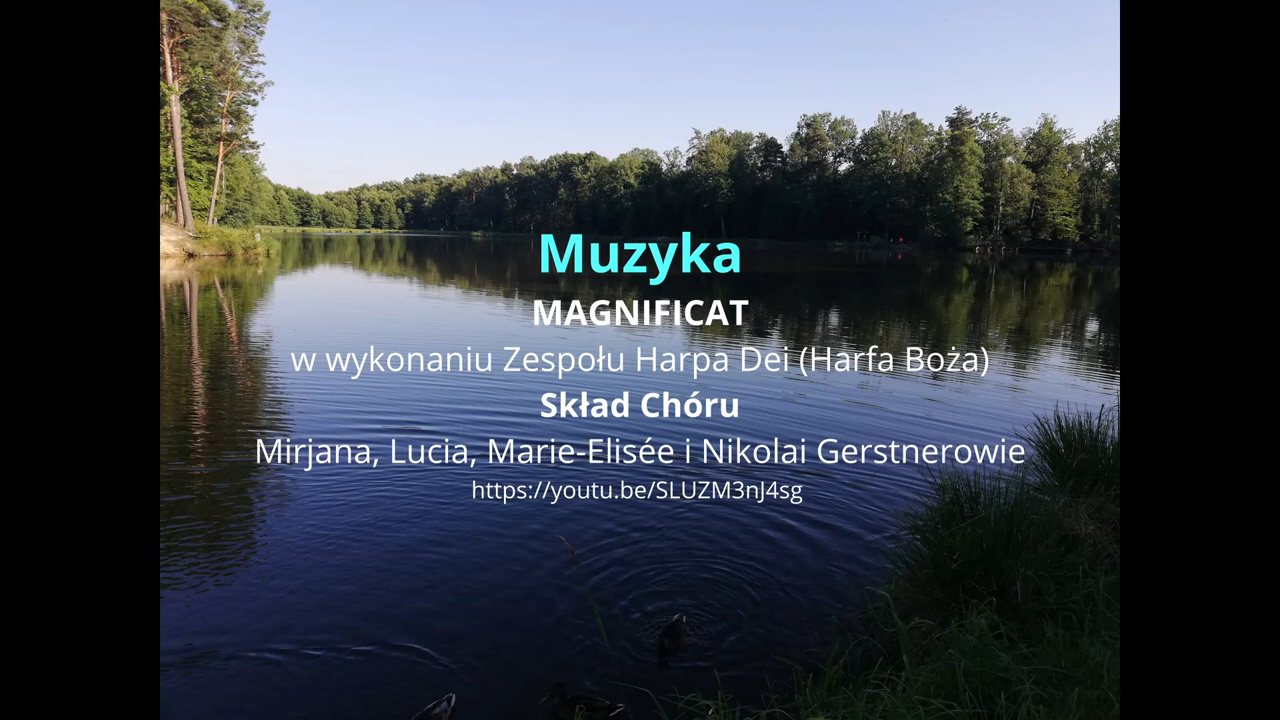 Muzyka
MAGNIFICAT
w wykonaniu Zespołu Harpa Dei (Harfa Boża)
Skład Chóru
Mirjana, Lucia, Marie-Elisée i Nikolai Gerstnerowie
https://youtu.be/SLUZM3nJ4sg